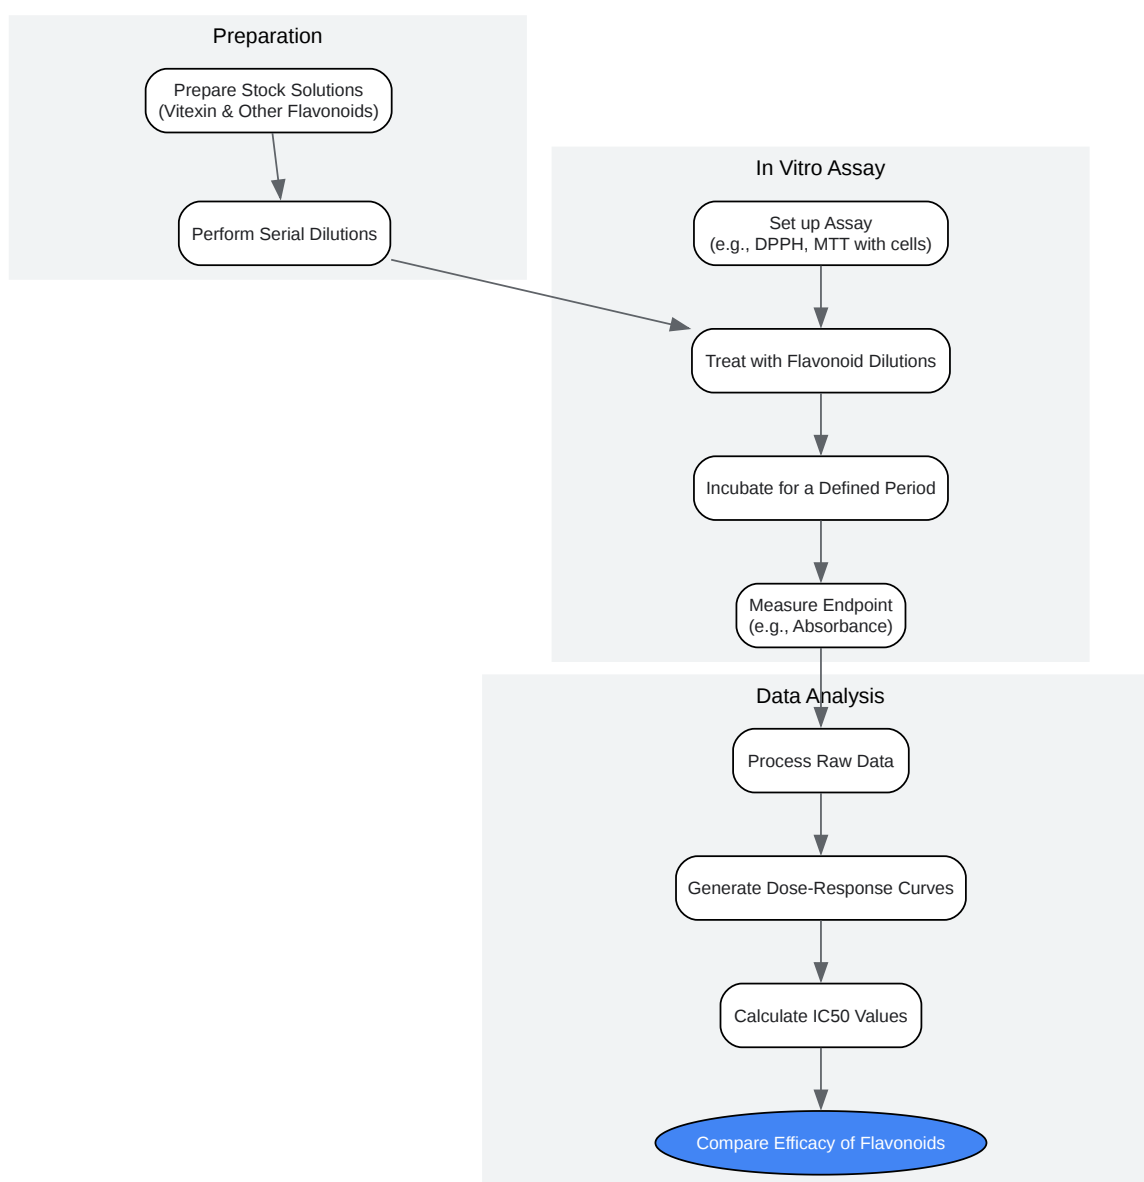 Preparation
Prepare Stock Solutions
(Vitexin & Other Flavonoids)
Perform Serial Dilutions
In Vitro Assay
Set up Assay
(e.g., DPPH, MTT with cells)
Treat with Flavonoid Dilutions
Incubate for a Defined Period
Measure Endpoint
(e.g., Absorbance)
Data Analysis
Process Raw Data
Generate Dose-Response Curves
Calculate IC50 Values
Compare Efficacy of Flavonoids